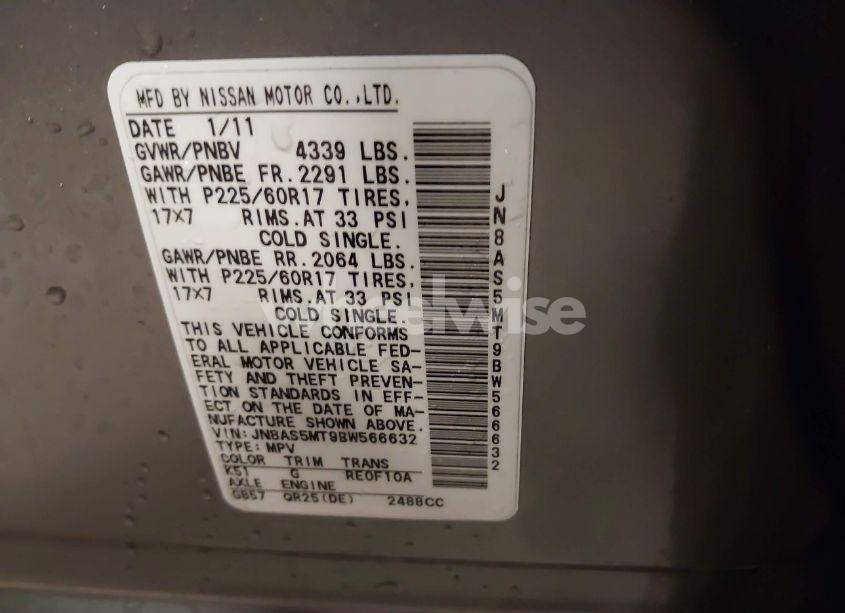 MFD BY NISSAN MOTOR CO.,LTD.
DATE 1/11
GVWR/PNBV 4339 LBS.
GAWR/PNBE FR. 2291 LBS.
WITH P225/60R17 TIRES,
17X7 RIMS.AT 33 PSI
COLD SINGLE.
GAWR/PNBE RR. 2064 LBS.
WITH P225/60R17 TIRES,
17X7 RIMS.AT 33 PSI
COLD SINGLE.
THIS VEHICLE CONFORMS
TO ALL APPLICABLE FED-
ERAL MOTOR VEHICLE SA-
FETY AND THEFT PREVEN-
TION STANDARDS IN EFF-
ECT ON THE DATE OF MA-
NUFACTURE SHOWN ABOVE.
VIN: JN8AS5MT9BW566632
TYPE: MPV
COLOR TRIM TRANS
K51 G RE0F10A
AXLE ENGINE
GB57 QR25(DE) 2488CC
JN8AS5MT9BW566632